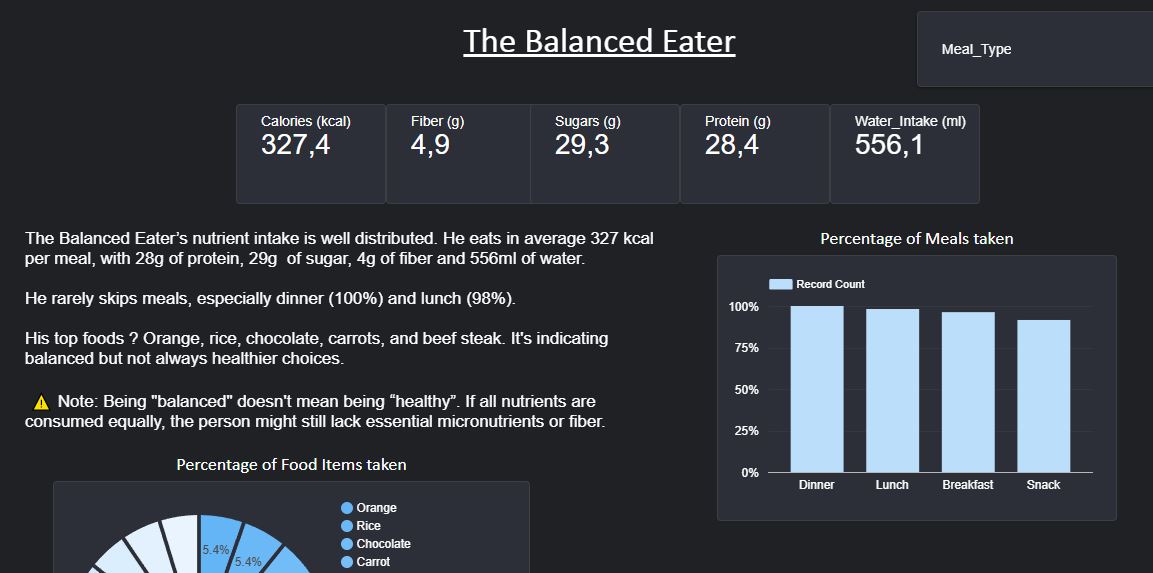 The Balanced Eater
Meal_Type
Calories (kcal)
327,4
Fiber (g)
4,9
Sugars (g)
29,3
Protein (g)
28,4
Water_Intake (ml)
556,1
The Balanced Eater’s nutrient intake is well distributed. He eats in average 327 kcal
per meal, with 28g of protein, 29g  of sugar, 4g of fiber and 556ml of water.
He rarely skips meals, especially dinner (100%) and lunch (98%).
His top foods ? Orange, rice, chocolate, carrots, and beef steak. It's indicating
balanced but not always healthier choices.
⚠ Note: Being "balanced" doesn't mean being “healthy”. If all nutrients are
consumed equally, the person might still lack essential micronutrients or fiber.
Percentage of Meals taken
Record Count
100%
75%
50%
25%
0%
Dinner Lunch Breakfast Snack
Percentage of Food Items taken
Orange
Rice
Chocolate
Carrot
5.4%
5.4%